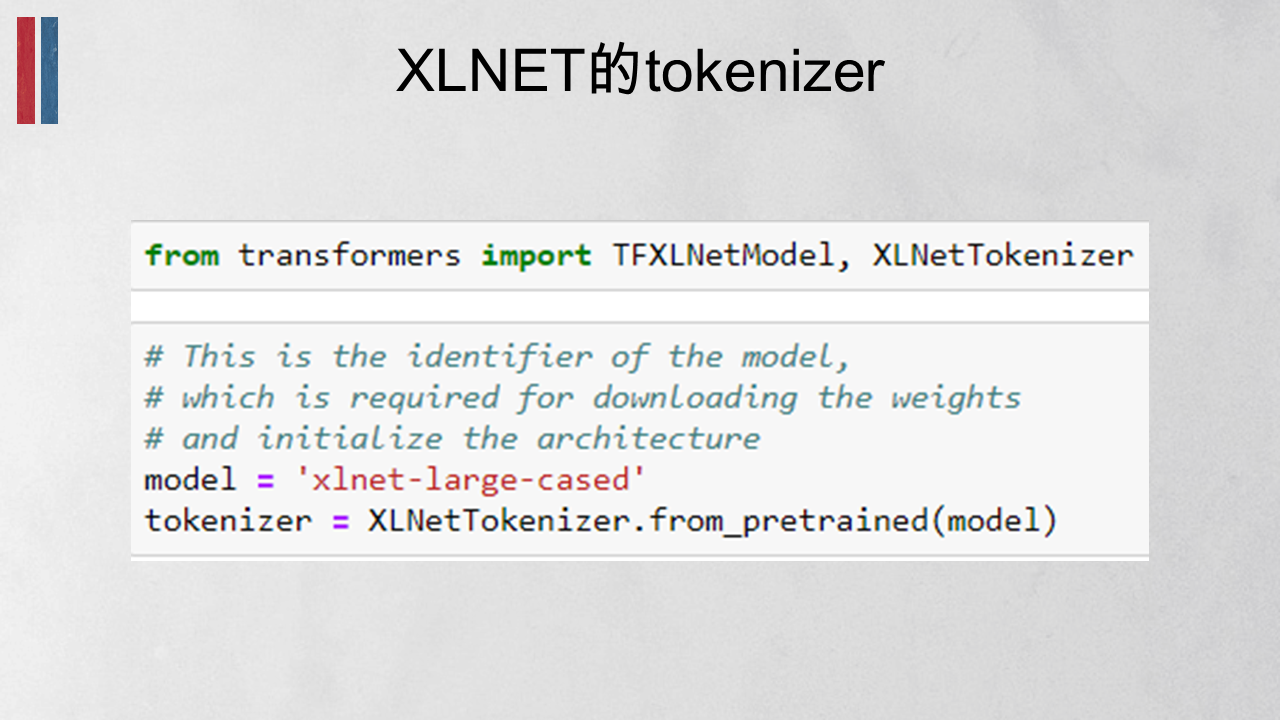 XLNET的tokenizer
from transformers import TFXLNetModel, XLNetTokenizer
# This is the identifier of the model,
# which is required for downloading the weights
# and initialize the architecture
model = 'xlnet-large-cased'
tokenizer = XLNetTokenizer.from_pretrained(model)